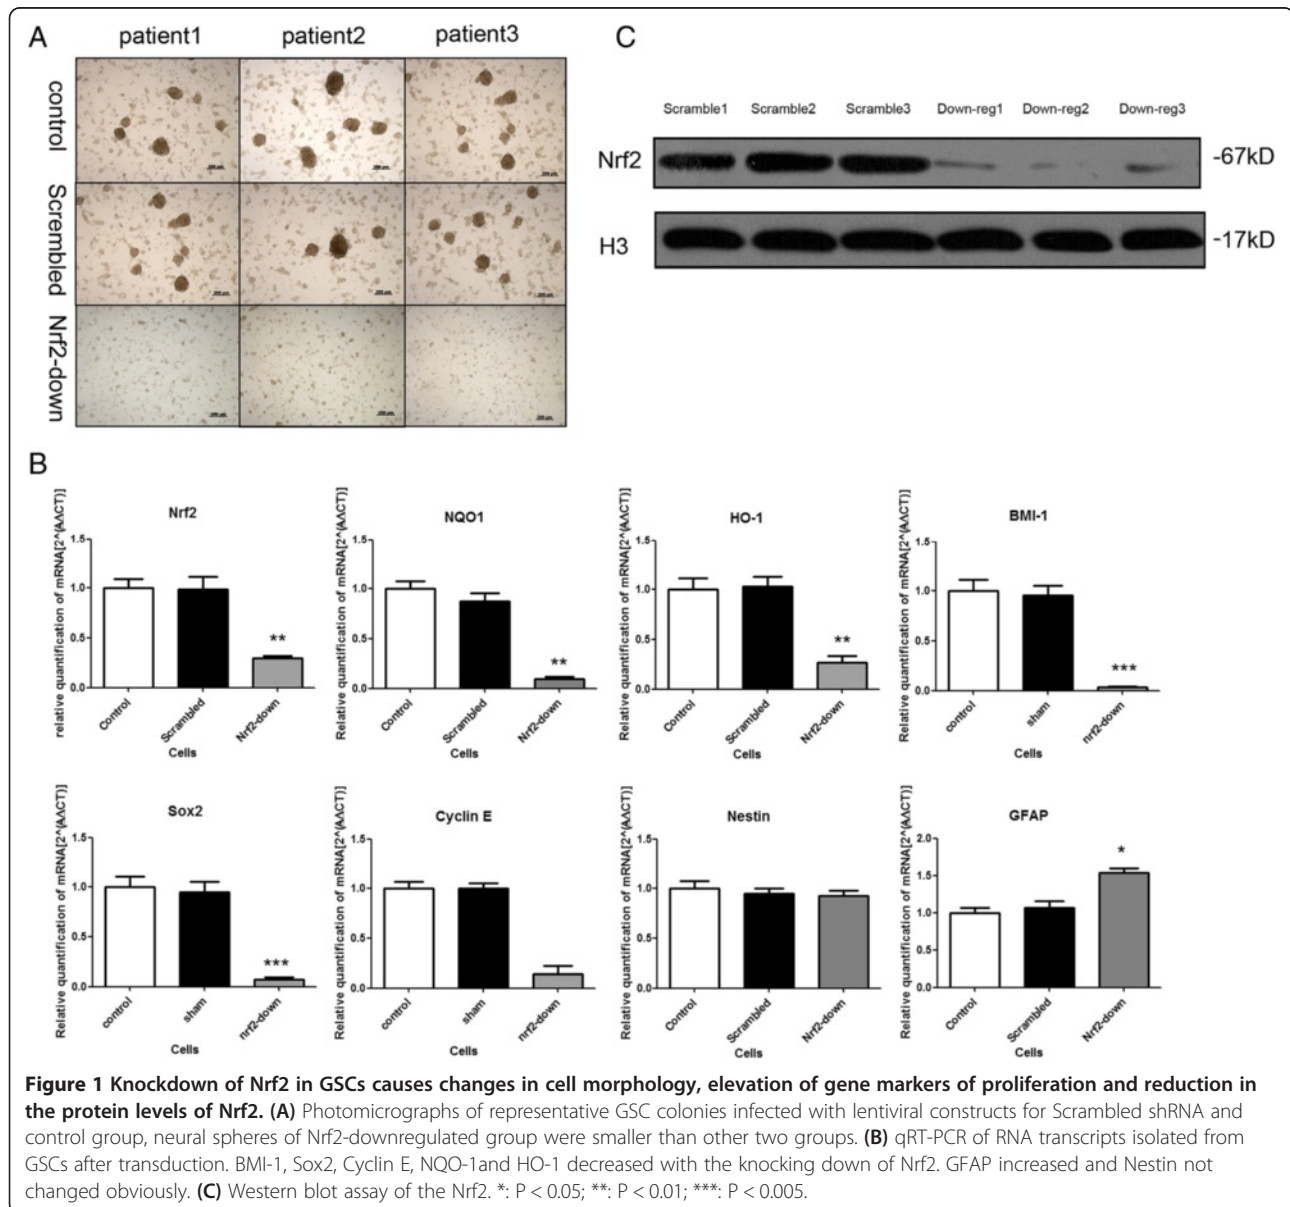 A
patient1 patient2 patient3
control
Scrembled
Nrf2-down
C
Scramble1 Scramble2 Scramble3 Down-reg1 Down-reg2 Down-reg3
Nrf2 -67kD
H3 -17kD
B
relative quantification of mRNA[2^(ΔΔCT)]
Nrf2
1.5
1.0
0.5
0.0
**
Control Scrambled Nrf2-down
Cells
Relative quantification of mRNA[2^(ΔΔCT)]
NQO1
1.5
1.0
0.5
0.0
**
Control Scrambled Nrf2-down
Cells
Relative quantification of mRNA[2^(ΔΔCT)]
HO-1
1.5
1.0
0.5
0.0
**
Control Scrambled Nrf2-down
Cells
Relative quantification of mRNA[2^(ΔΔCT)]
BMI-1
1.5
1.0
0.5
0.0
***
control sham nrf2-down
Cells
Relative quantification of mRNA[2^(ΔΔCT)]
Sox2
1.5
1.0
0.5
0.0
***
control sham nrf2-down
Cells
Relative quantification of mRNA[2^(ΔΔCT)]
Cyclin E
1.5
1.0
0.5
0.0
control sham nrf2-down
Cells
Relative quantification of mRNA[2^(ΔΔCT)]
Nestin
1.5
1.0
0.5
0.0
Control Scrambled Nrf2-down
Cells
Relative quantification of mRNA[2^(ΔΔCT)]
GFAP
2.0
1.5
1.0
0.5
0.0
*
Control Scrambled Nrf2-down
Cells
Figure 1 Knockdown of Nrf2 in GSCs causes changes in cell morphology, elevation of gene markers of proliferation and reduction in
the protein levels of Nrf2. (A) Photomicrographs of representative GSC colonies infected with lentiviral constructs for Scrambled shRNA and
control group, neural spheres of Nrf2-downregulated group were smaller than other two groups. (B) qRT-PCR of RNA transcripts isolated from
GSCs after transduction. BMI-1, Sox2, Cyclin E, NQO-1and HO-1 decreased with the knocking down of Nrf2. GFAP increased and Nestin not
changed obviously. (C) Western blot assay of the Nrf2. *: P < 0.05; **: P < 0.01; ***: P < 0.005.